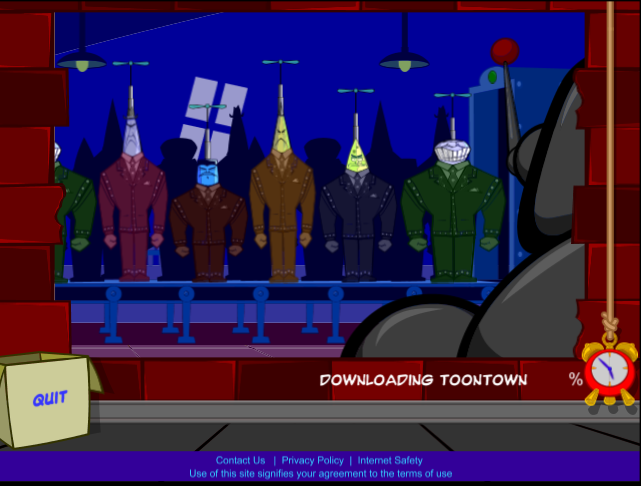 DOWNLOADING TOONTOWN %
QUIT
Contact Us | Privacy Policy | Internet Safety
Use of this site signifies your agreement to the terms of use